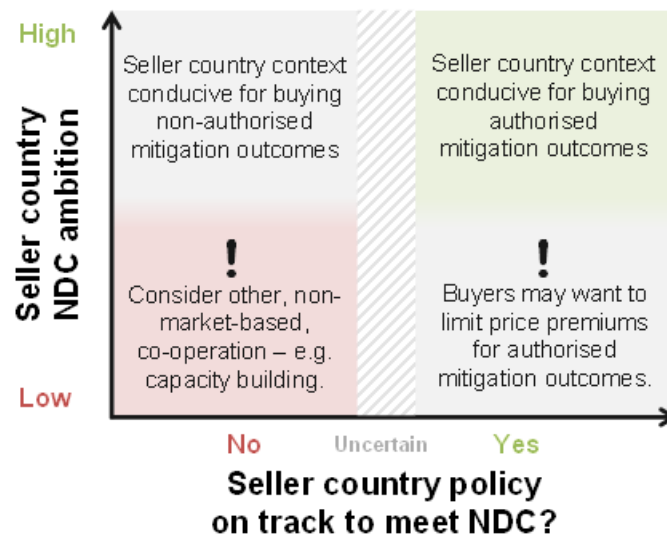 High
Seller country context
conducive for buying
non-authorised
mitigation outcomes
Seller country context
conducive for buying
authorised
mitigation outcomes
Seller country
NDC ambition
!
Consider other, non-
market-based,
co-operation – e.g.
capacity building.
!
Buyers may want to
limit price premiums
for authorised
mitigation outcomes.
Low
No
Uncertain
Yes
Seller country policy
on track to meet NDC?